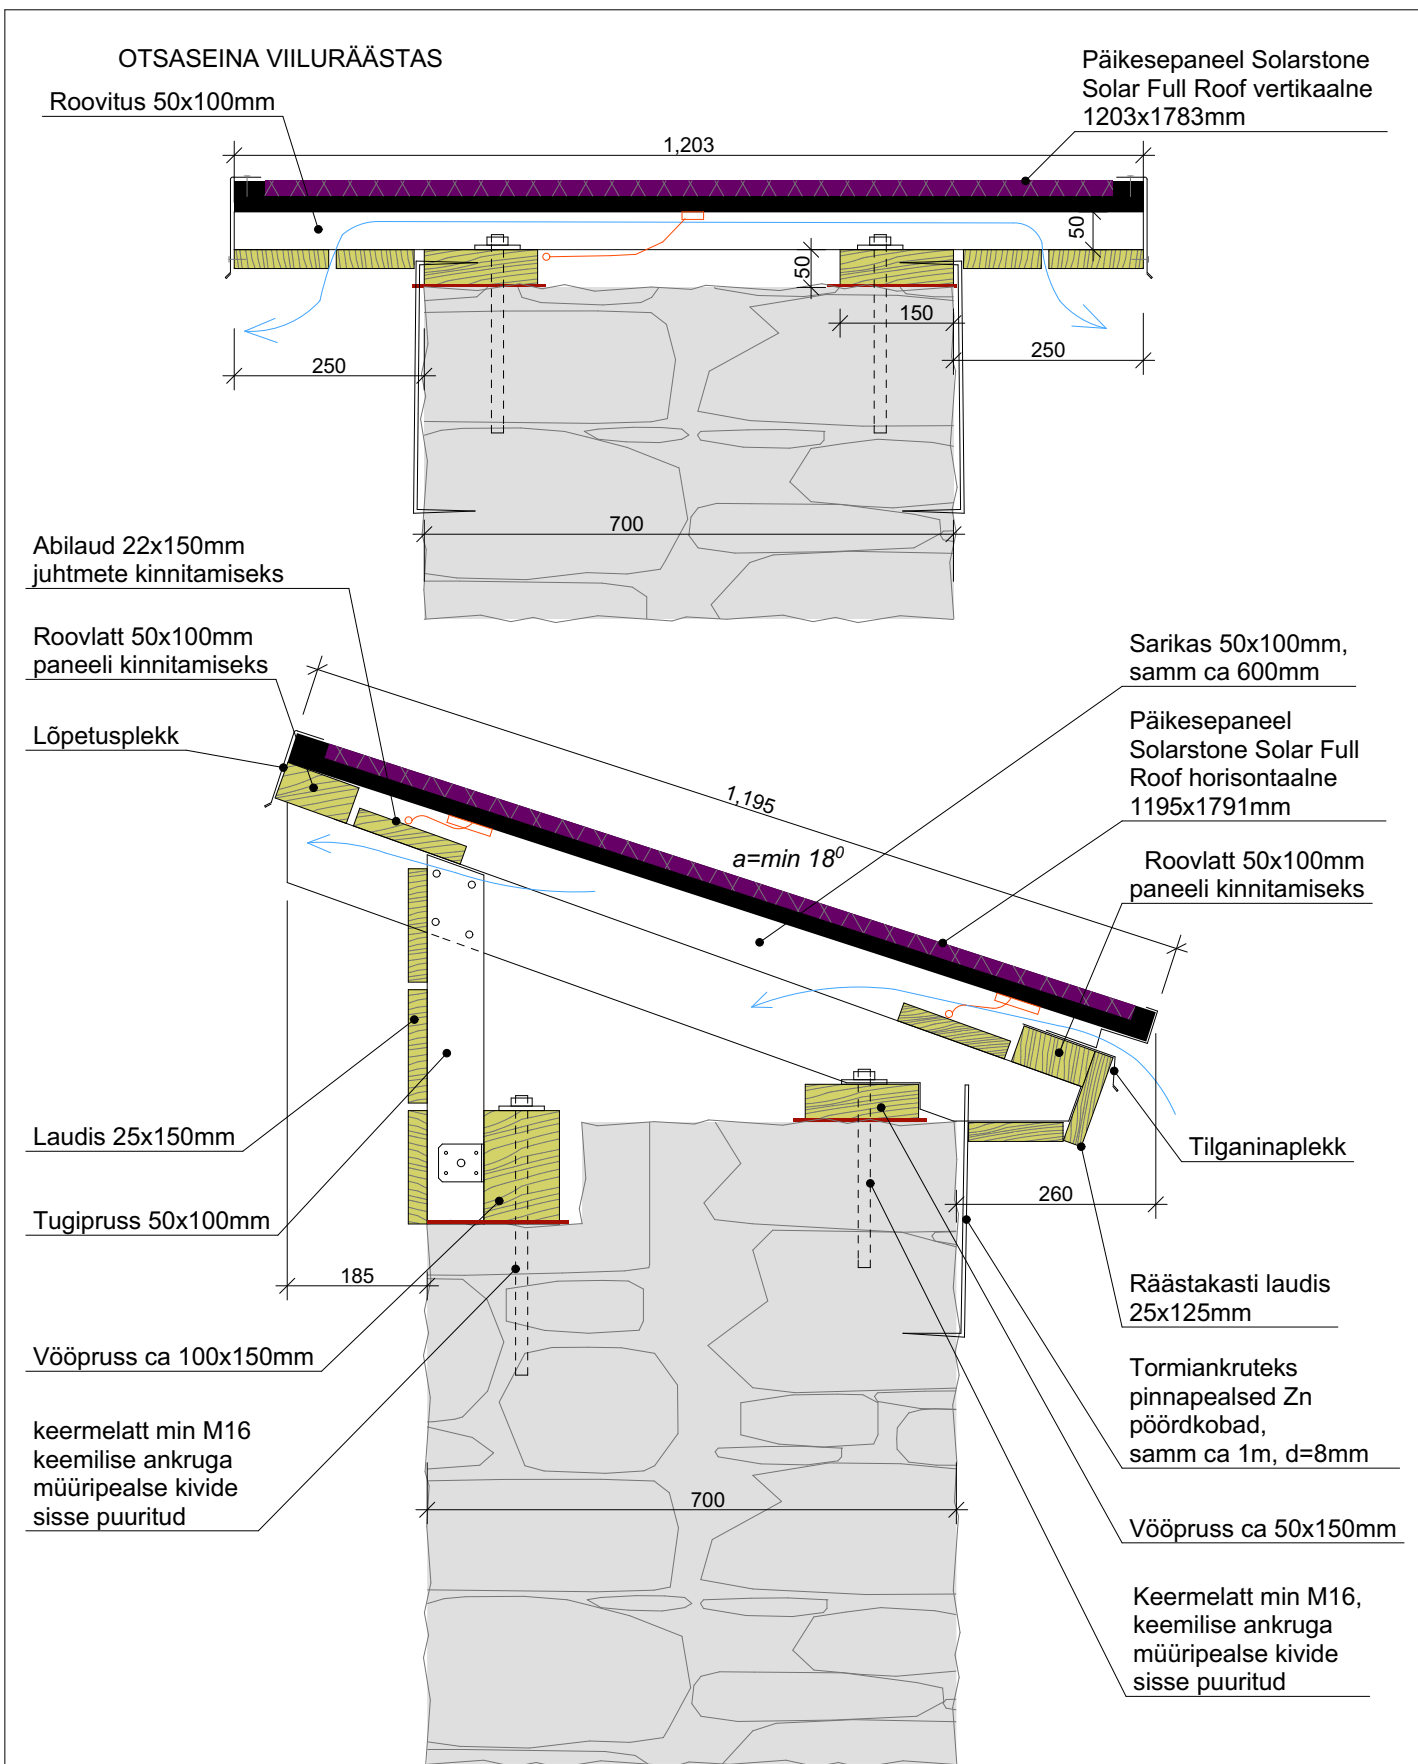 OTSASEINA VIILURÄÄSTAS
Roovitus 50x100mm
Päikesepaneel Solarstone
Solar Full Roof vertikaalne
1203x1783mm
1,203
50
50
150
250
250
700
Abilaud 22x150mm
juhtmete kinnitamiseks
Roovlatt 50x100mm
paneeli kinnitamiseks
Lõpetusplekk
Sarikas 50x100mm,
samm ca 600mm
Päikesepaneel
Solarstone Solar Full
Roof horisontaalne
1195x1791mm
1,195
a=min 18⁰
Roovlatt 50x100mm
paneeli kinnitamiseks
Laudis 25x150mm
Tilganinaplekk
260
Tugipruss 50x100mm
185
Räästakasti laudis
25x125mm
Vööpruss ca 100x150mm
Tormiankruteks
pinnapealsed Zn
pöördkobad,
samm ca 1m, d=8mm
keermelatt min M16
keemilise ankruga
müüripealse kivide
sisse puuritud
700
Vööpruss ca 50x150mm
Keermelatt min M16,
keemilise ankruga
müüripealse kivide
sisse puuritud